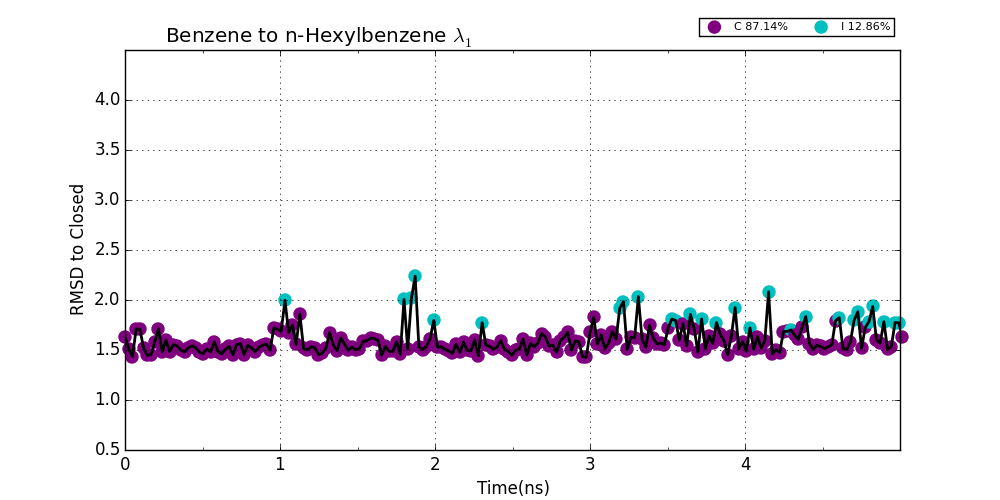 Benzene to n-Hexylbenzene λ₁
C 87.14%
I 12.86%
RMSD to Closed
4.0
3.5
3.0
2.5
2.0
1.5
1.0
0.5
0
1
2
3
4
Time(ns)